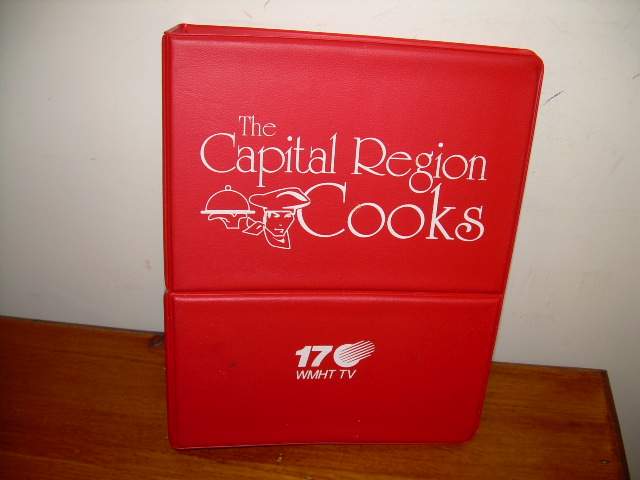 The
Capital Region
Cooks
17
WMHT TV